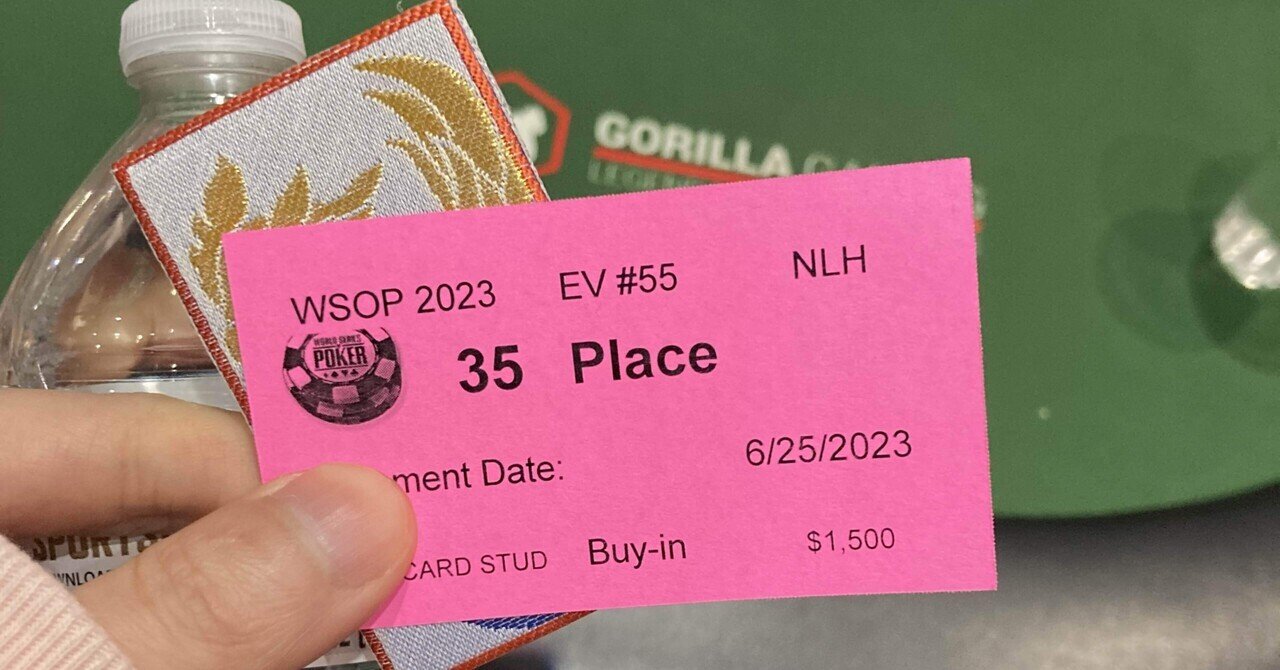 GORILLA
WSOP 2023 EV #55 NLH
WORLD SERIES
POKER
35 Place
ment Date: 6/25/2023
CARD STUD Buy-in $1,500